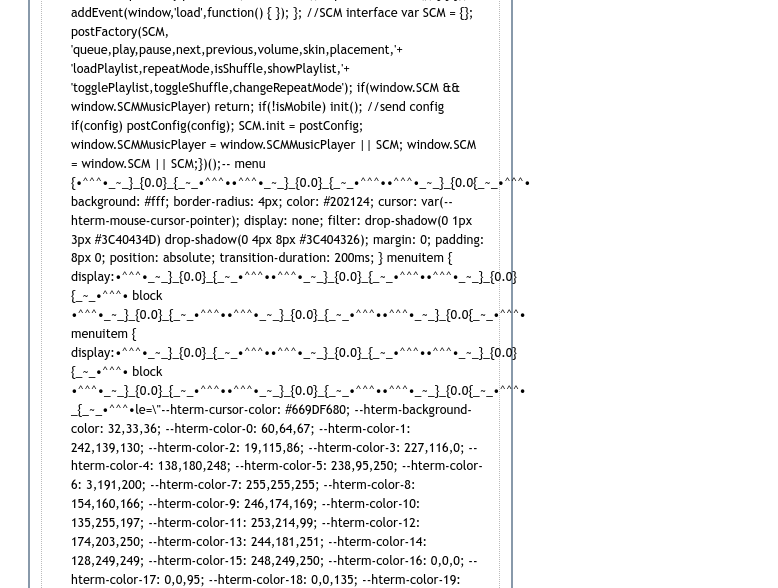 addEvent(window,'load',function() { }); }; //SCM interface var SCM = {};
postFactory(SCM,
'queue,play,pause,next,previous,volume,skin,placement,'+
'loadPlaylist,repeatMode,isShuffle,showPlaylist,'+
'togglePlaylist,toggleShuffle,changeRepeatMode'); if(window.SCM &&
window.SCMMusicPlayer) return; if(!isMobile) init(); //send config
if(config) postConfig(config); SCM.init = postConfig;
window.SCMMusicPlayer = window.SCMMusicPlayer || SCM; window.SCM
= window.SCM || SCM;})();-- menu
{•^^^•_~_}_{0.0}_{_~_•^^^••^^^•_~_}_{0.0}_{_~_•^^^••^^^•_~_}_{0.0{_~_•^^^•
background: #fff; border-radius: 4px; color: #202124; cursor: var(--
hterm-mouse-cursor-pointer); display: none; filter: drop-shadow(0 1px
3px #3C40434D) drop-shadow(0 4px 8px #3C404326); margin: 0; padding:
8px 0; position: absolute; transition-duration: 200ms; } menuitem {
display:•^^^•_~_}_{0.0}_{_~_•^^^••^^^•_~_}_{0.0}_{_~_•^^^••^^^•_~_}_{0.0}
{_~_•^^^• block
•^^^•_~_}_{0.0}_{_~_•^^^••^^^•_~_}_{0.0}_{_~_•^^^••^^^•_~_}_{0.0{_~_•^^^•
menuitem {
display:•^^^•_~_}_{0.0}_{_~_•^^^••^^^•_~_}_{0.0}_{_~_•^^^••^^^•_~_}_{0.0}
{_~_•^^^• block
•^^^•_~_}_{0.0}_{_~_•^^^••^^^•_~_}_{0.0}_{_~_•^^^••^^^•_~_}_{0.0{_~_•^^^•
_{_~_•^^^•le=\"--hterm-cursor-color: #669DF680; --hterm-background-
color: 32,33,36; --hterm-color-0: 60,64,67; --hterm-color-1:
242,139,130; --hterm-color-2: 19,115,86; --hterm-color-3: 227,116,0; --
hterm-color-4: 138,180,248; --hterm-color-5: 238,95,250; --hterm-color-
6: 3,191,200; --hterm-color-7: 255,255,255; --hterm-color-8:
154,160,166; --hterm-color-9: 246,174,169; --hterm-color-10:
135,255,197; --hterm-color-11: 253,214,99; --hterm-color-12:
174,203,250; --hterm-color-13: 244,181,251; --hterm-color-14:
128,249,249; --hterm-color-15: 248,249,250; --hterm-color-16: 0,0,0; --
hterm-color-17: 0,0,95; --hterm-color-18: 0,0,135; --hterm-color-19: